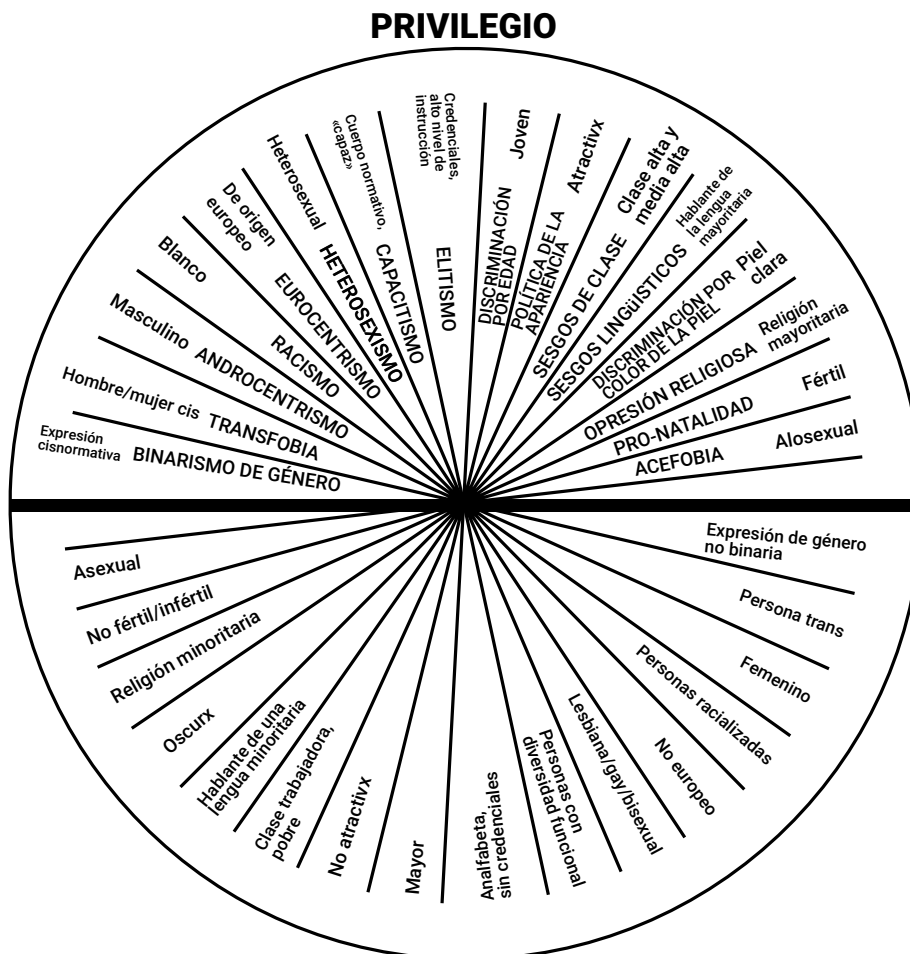 PRIVILEGIO
Expresión
cisnormativa
BINARISMO DE GÉNERO
Hombre/mujer cis
TRANSFOBIA
Masculino
ANDROCENTRISMO
Blanco
RACISMO
De origen
europeo
EUROCENTRISMO
Heterosexual
HETEROSEXISMO
Cuerpo normativo,
«capaz»
CAPACITISMO
Credenciales,
alto nivel de
instrucción
ELITISMO
Joven
DISCRIMINACIÓN
POR EDAD
Atractivx
POLÍTICA DE LA
APARIENCIA
Clase alta y
media alta
SESGOS DE CLASE
Hablante de
la lengua
mayoritaria
SESGOS LINGüISTICOS
Piel
clara
DISCRIMINACIÓN POR
COLOR DE LA PIEL
Religión
mayoritaria
OPRESIÓN RELIGIOSA
Fértil
PRO-NATALIDAD
Alosexual
ACEFOBIA
Asexual
No fértil/infértil
Religión minoritaria
Oscurx
Hablante de una
lengua minoritaria
Clase trabajadora,
pobre
No atractivx
Mayor
Analfabeta,
sin credenciales
Personas con
diversidad funcional
Lesbiana/gay/bisexual
No europeo
Personas racializadas
Femenino
Persona trans
Expresión de género
no binaria